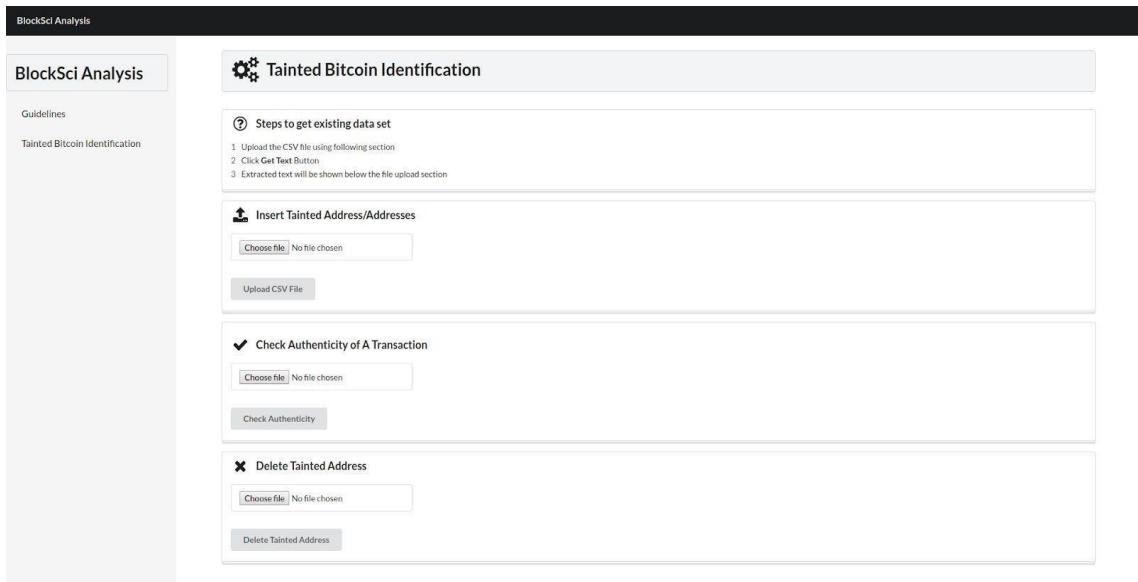 BlockSci Analysis
BlockSci Analysis
Guidelines
Tainted Bitcoin Identification
Tainted Bitcoin Identification
Steps to get existing data set
1 Upload the CSV file using following section
2 Click Get Text Button
3 Extracted text will be shown below the file upload section
Insert Tainted Address/Addresses
Choose file No file chosen
Upload CSV File
Check Authenticity of A Transaction
Choose file No file chosen
Check Authenticity
Delete Tainted Address
Choose file No file chosen
Delete Tainted Address